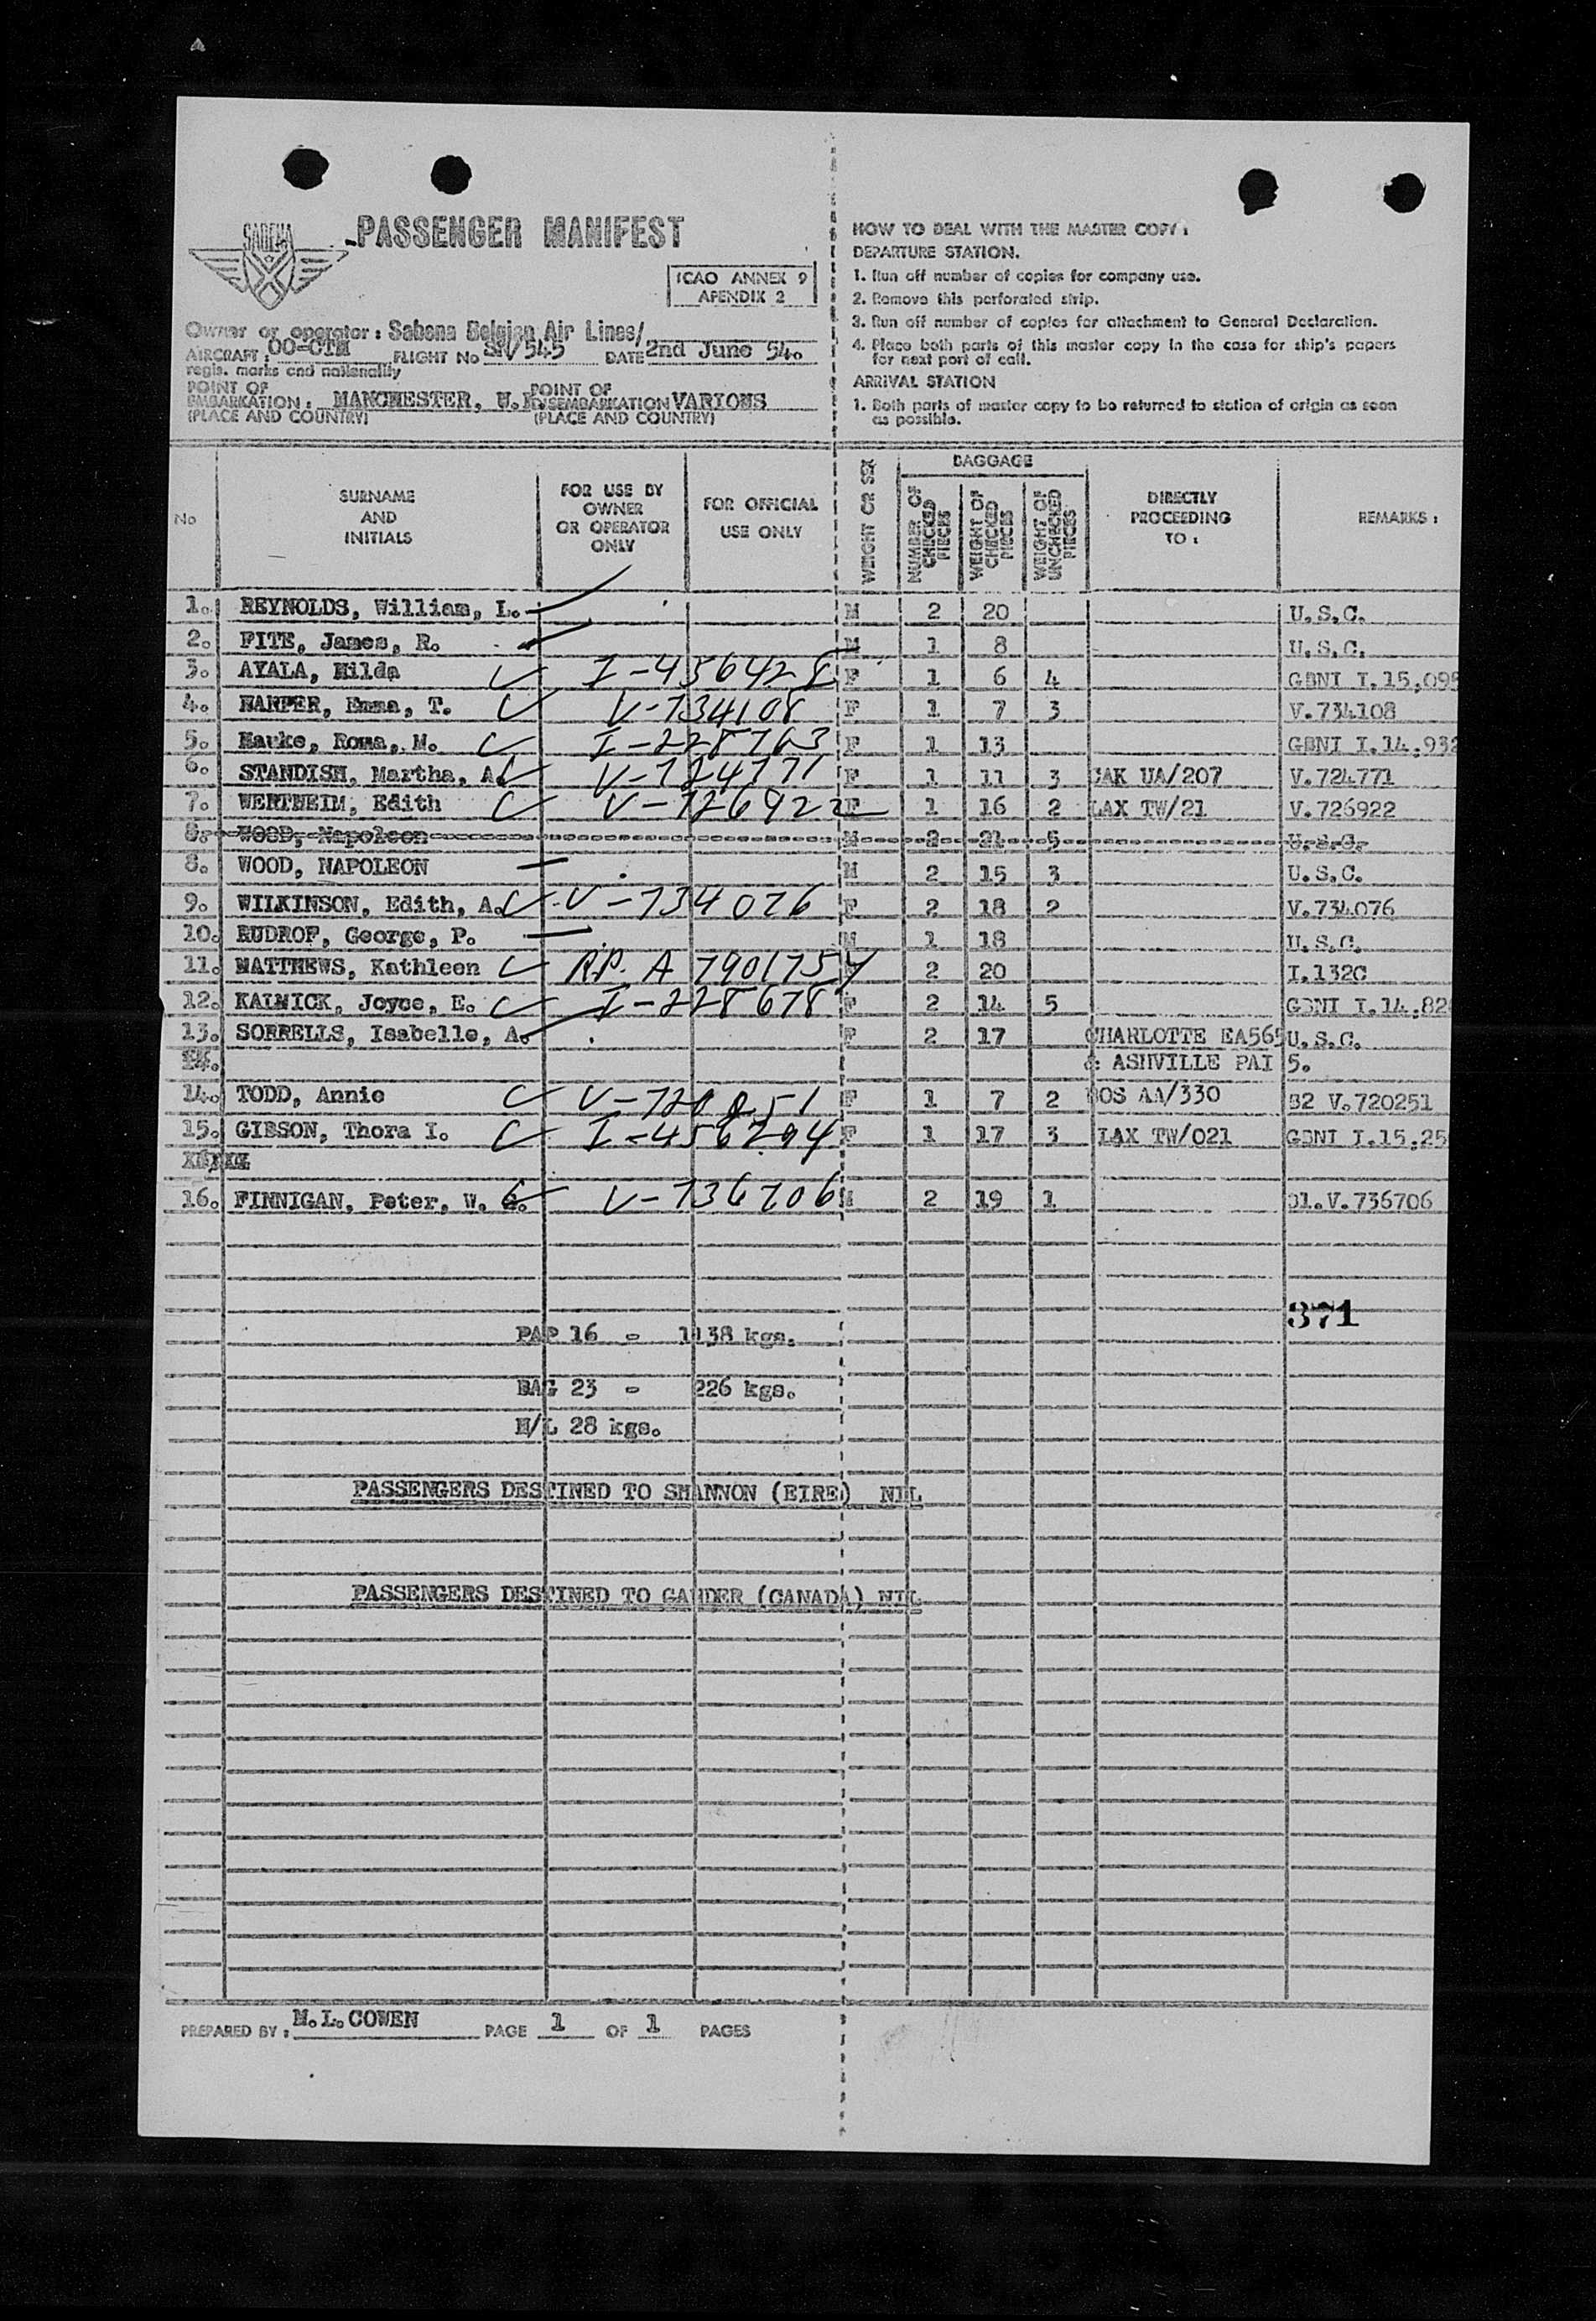 SABENA
PASSENGER MANIFEST
ICAO ANNEX 9
APENDIX 2
Owner or operator : Sabena Belgian Air Lines/
AIRCRAFT : OO-CTH FLIGHT No SN/545 DATE 2nd June 54.
regis. marks and nationality
POINT OF EMBARKATION : MANCHESTER, U.K. POINT OF DISEMBARKATION VARIOUS
(PLACE AND COUNTRY) (PLACE AND COUNTRY)
HOW TO DEAL WITH THE MASTER COPY :
DEPARTURE STATION.
1. Run off number of copies for company use.
2. Remove this perforated strip.
3. Run off number of copies for attachment to General Declaration.
4. Place both parts of this master copy in the case for ship's papers
for next port of call.
ARRIVAL STATION
1. Both parts of master copy to be returned to station of origin as soon
as possible.
No
SURNAME
AND
INITIALS
FOR USE BY
OWNER
OR OPERATOR
ONLY
FOR OFFICIAL
USE ONLY
WEIGHT OR SEX
BAGGAGE
NUMBER OF
CHECKED
PIECES
WEIGHT OF
CHECKED
PIECES
WEIGHT OF
UNCHECKED
PIECES
DIRECTLY
PROCEEDING
TO :
REMARKS :
1. REYNOLDS, William, L. M 2 20 U.S.C.
2. FITE, James, R. M 1 8 U.S.C.
3. AYALA, Hilda I-456428 F 1 6 4 GBNI I.15,095
4. HARPER, Emma, T. V-734108 F 1 7 3 V.734108
5. Hauke, Roma, M. I-228763 F 1 13 GBNI I.14,932
6. STANDISH, Martha, A. V-724771 F 1 11 3 CAK UA/207 V.724771
7. WERTHEIM, Edith V-726922 F 1 16 2 LAX TW/21 V.726922
8. WOOD, Napoleon M 2 21 5 U.S.C.
8. WOOD, NAPOLEON M 2 15 3 U.S.C.
9. WILKINSON, Edith, A. V-734076 F 2 18 2 V.734076
10. RUDROF, George, P. M 1 18 U.S.C.
11. MATTHEWS, Kathleen R.P. A 7901754 2 20 I.132C
12. KALMICK, Joyce, E. I-228678 F 2 14 5 GBNI I.14,82
13. SORRELLS, Isabelle, A. F 2 17 CHARLOTTE EA565 U.S.C.
14. & ASHVILLE PAI 5.
14. TODD, Annie V-720251 F 1 7 2 BOS AA/330 B2 V.720251
15. GIBSON, Thora I. I-456294 F 1 17 3 LAX TW/021 GBNI I.15,25
16. FINNIGAN, Peter, W. G. V-736706 M 2 19 1 B1.V.736706
371
PAP 16 - 1138 kgs.
BAG 23 - 226 kgs.
H/L 28 kgs.
PASSENGERS DESTINED TO SHANNON (EIRE) NIL
PASSENGERS DESTINED TO GANDER (CANADA) NIL
PREPARED BY : M.L.COWEN PAGE 1 OF 1 PAGES